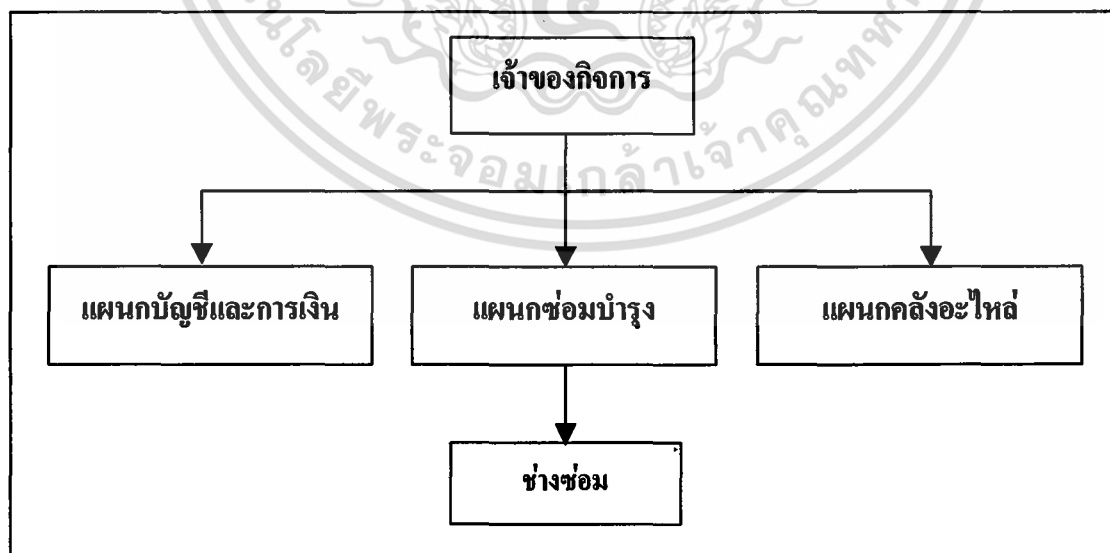 เจ้าของกิจการ
แผนกบัญชีและการเงิน
แผนกซ่อมบำรุง
แผนกคลังอะไหล่
ช่างซ่อม